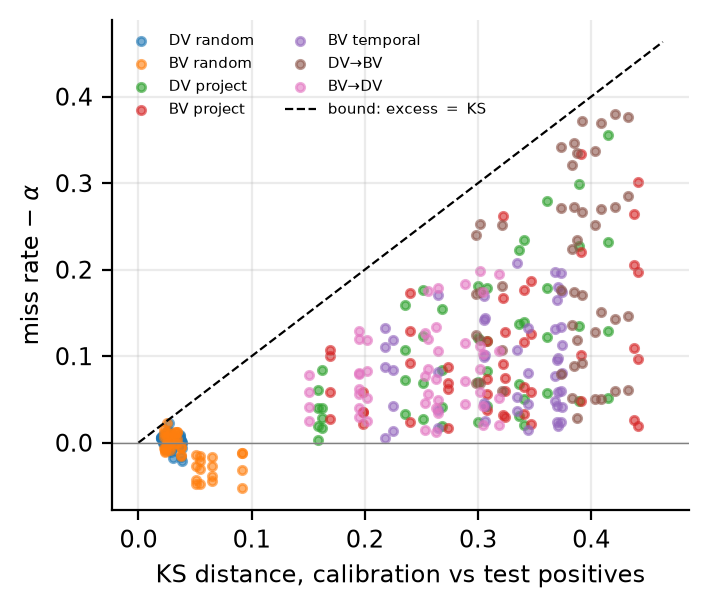 DV random
BV random
DV project
BV project
BV temporal
DV→BV
BV→DV
bound: excess = KS
miss rate − α
0.4
0.3
0.2
0.1
0.0
0.0 0.1 0.2 0.3 0.4
KS distance, calibration vs test positives